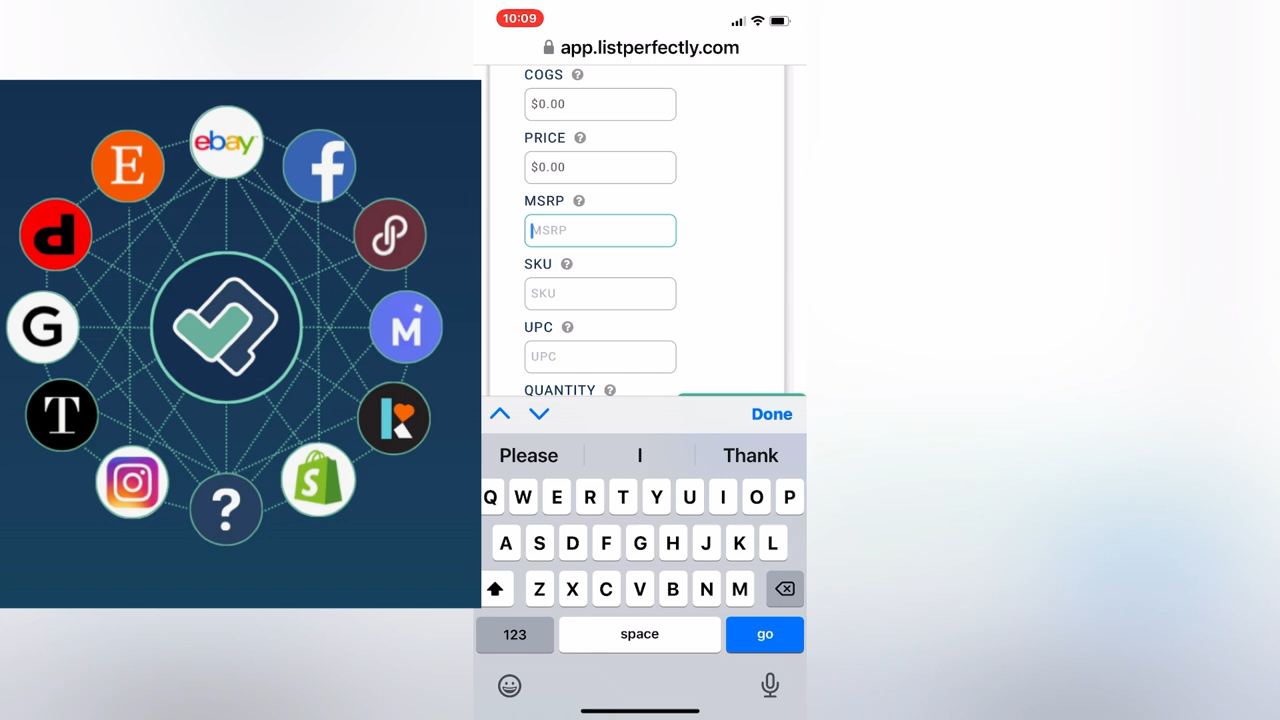 ebay
E
f
d
M
G
T
K
S
?
10:09
app.listperfectly.com
COGS ?
$0.00
PRICE ?
$0.00
MSRP ?
MSRP
SKU ?
SKU
UPC ?
UPC
QUANTITY ?
Done
Please I Thank
Q W E R T Y U I O P
A S D F G H J K L
Z X C V B N M
123 space go